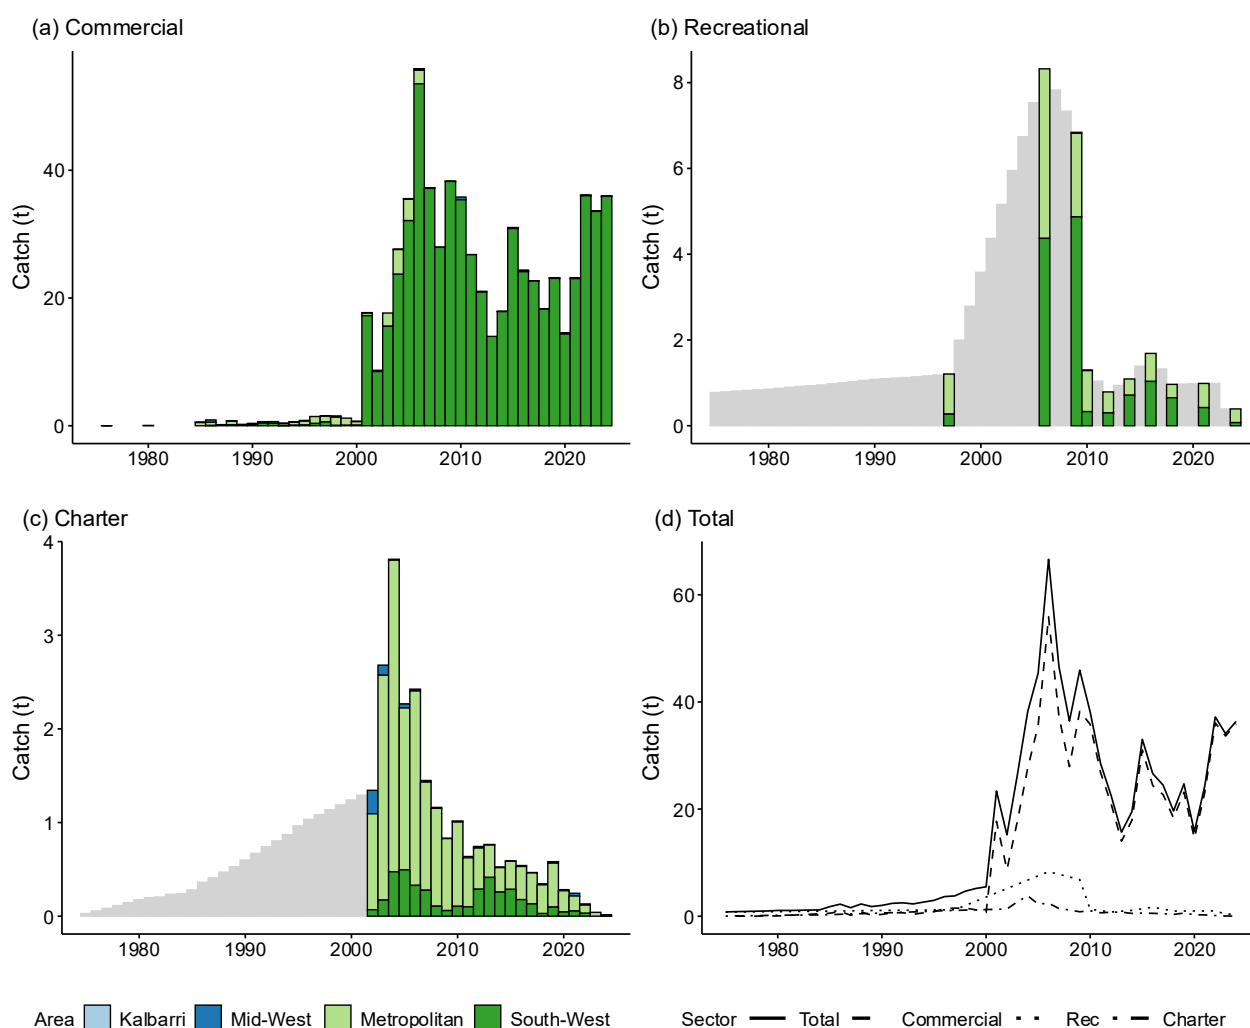 (a) Commercial
(b) Recreational
Catch (t)
40
20
0
1980 1990 2000 2010 2020
Catch (t)
8
6
4
2
0
1980 1990 2000 2010 2020
(c) Charter
(d) Total
Catch (t)
4
3
2
1
0
1980 1990 2000 2010 2020
Catch (t)
60
40
20
0
1980 1990 2000 2010 2020
Area Kalbarri Mid-West Metropolitan South-West
Sector Total Commercial Rec Charter